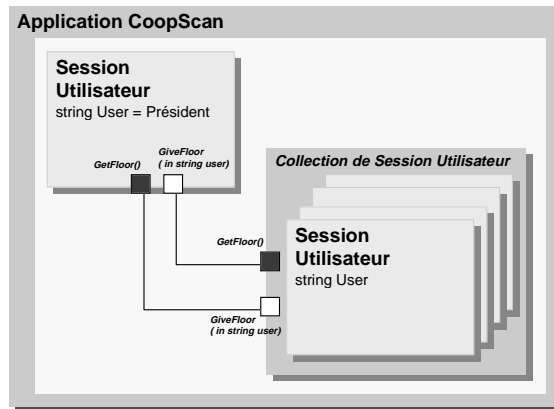 Application CoopScan
Session
Utilisateur
string User = Président
GetFloor()
GiveFloor
( in string user)
Collection de Session Utilisateur
GetFloor()
Session
Utilisateur
string User
GiveFloor
( in string user)